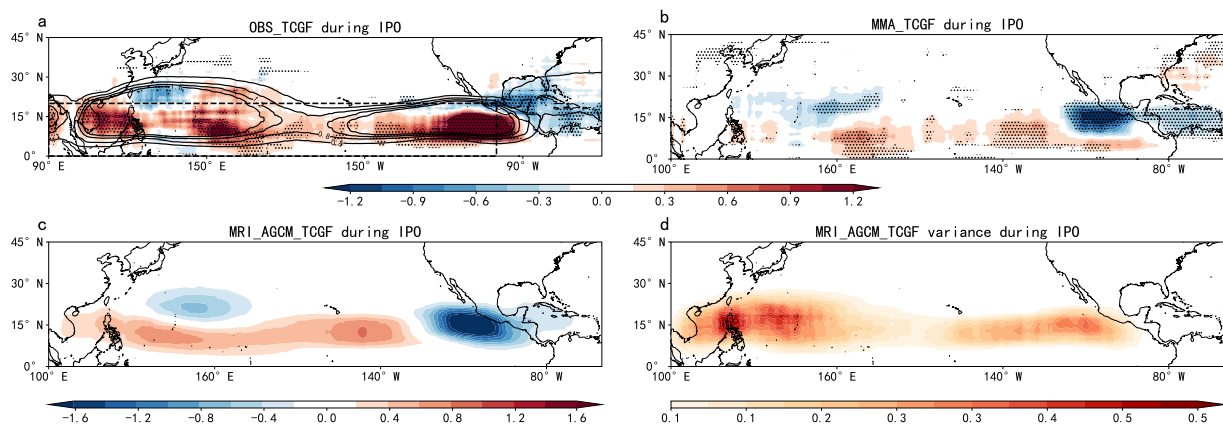 a
OBS_TCGF during IPO
45° N
30° N
15° N
0°
90° E
150° E
150° W
90° W
0.8
b
MMA_TCGF during IPO
45° N
30° N
15° N
0°
100° E
160° E
140° W
80° W
-1.2 -0.9 -0.6 -0.3 0.0 0.3 0.6 0.9 1.2
c
MRI_AGCM_TCGF during IPO
45° N
30° N
15° N
0°
100° E
160° E
140° W
80° W
-1.6 -1.2 -0.8 -0.4 0.0 0.4 0.8 1.2 1.6
d
MRI_AGCM_TCGF variance during IPO
45° N
30° N
15° N
0°
100° E
160° E
140° W
80° W
0.1 0.1 0.2 0.3 0.3 0.4 0.5 0.5